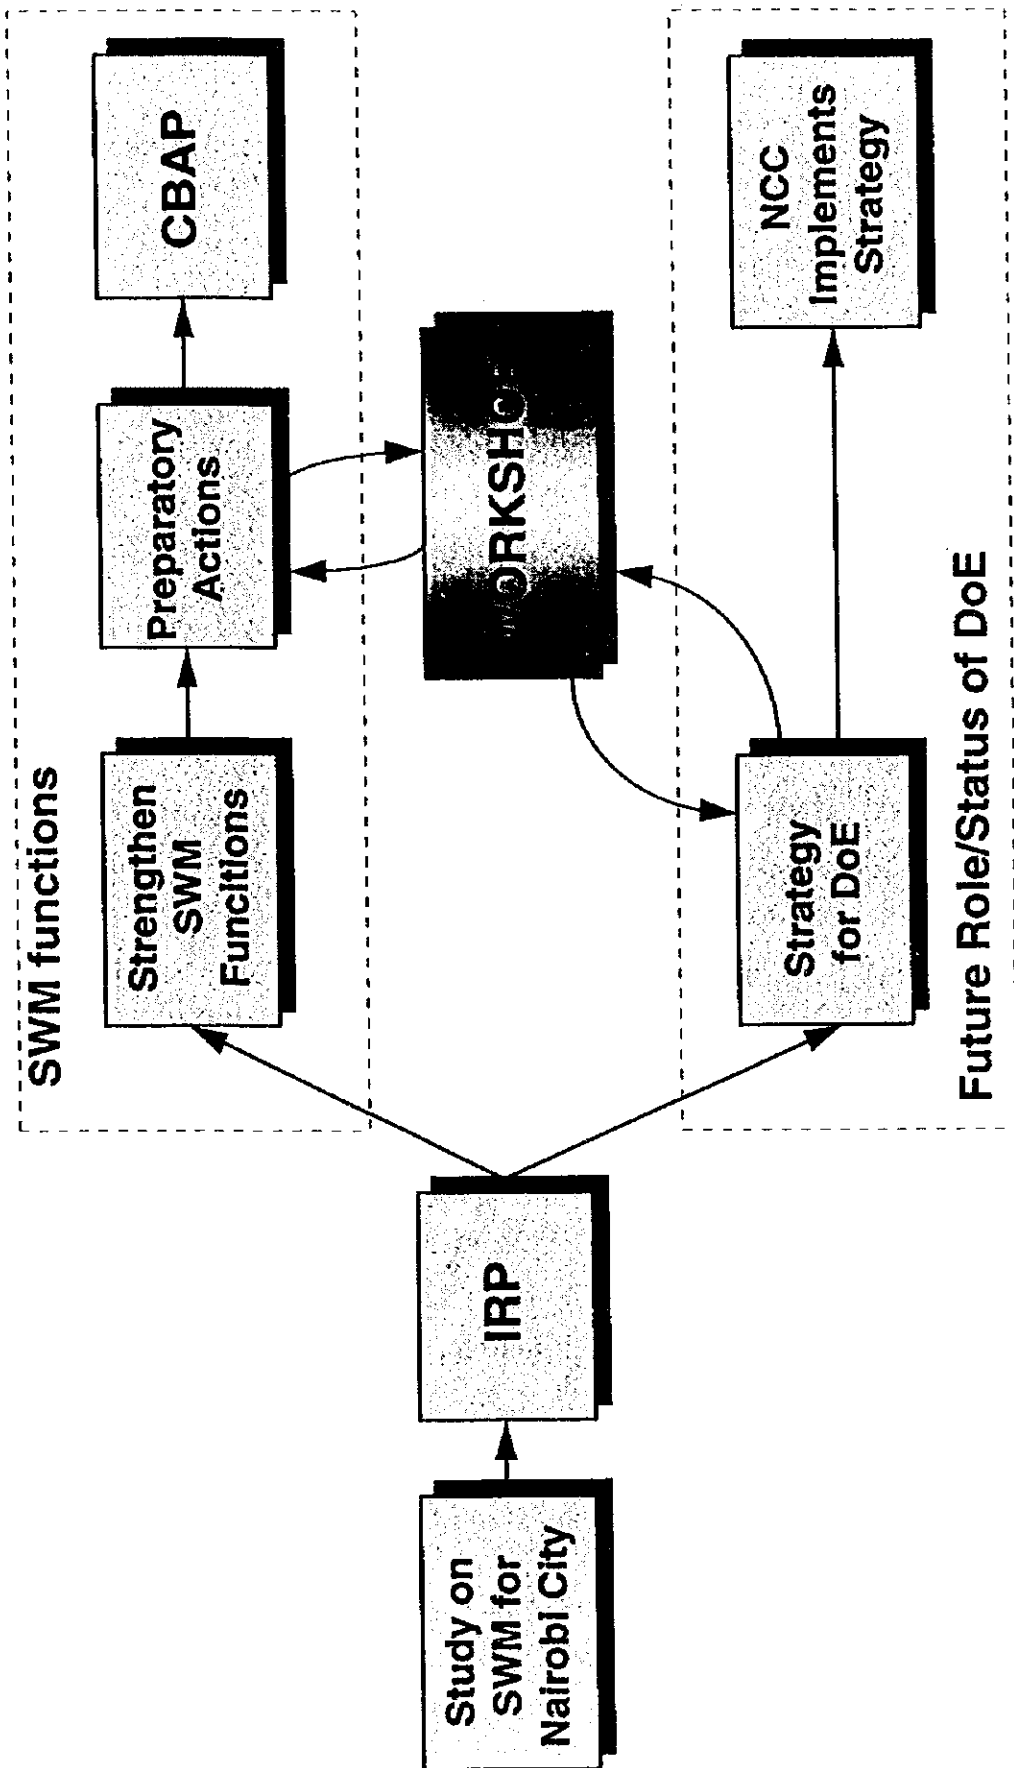 SWM functions
Strengthen
SWM
Funcitions
Preparatory
Actions
CBAP
Study on
SWM for
Nairobi City
IRP
WORKSHOP
Strategy
for DoE
NCC
Implements
Strategy
Future Role/Status of DoE